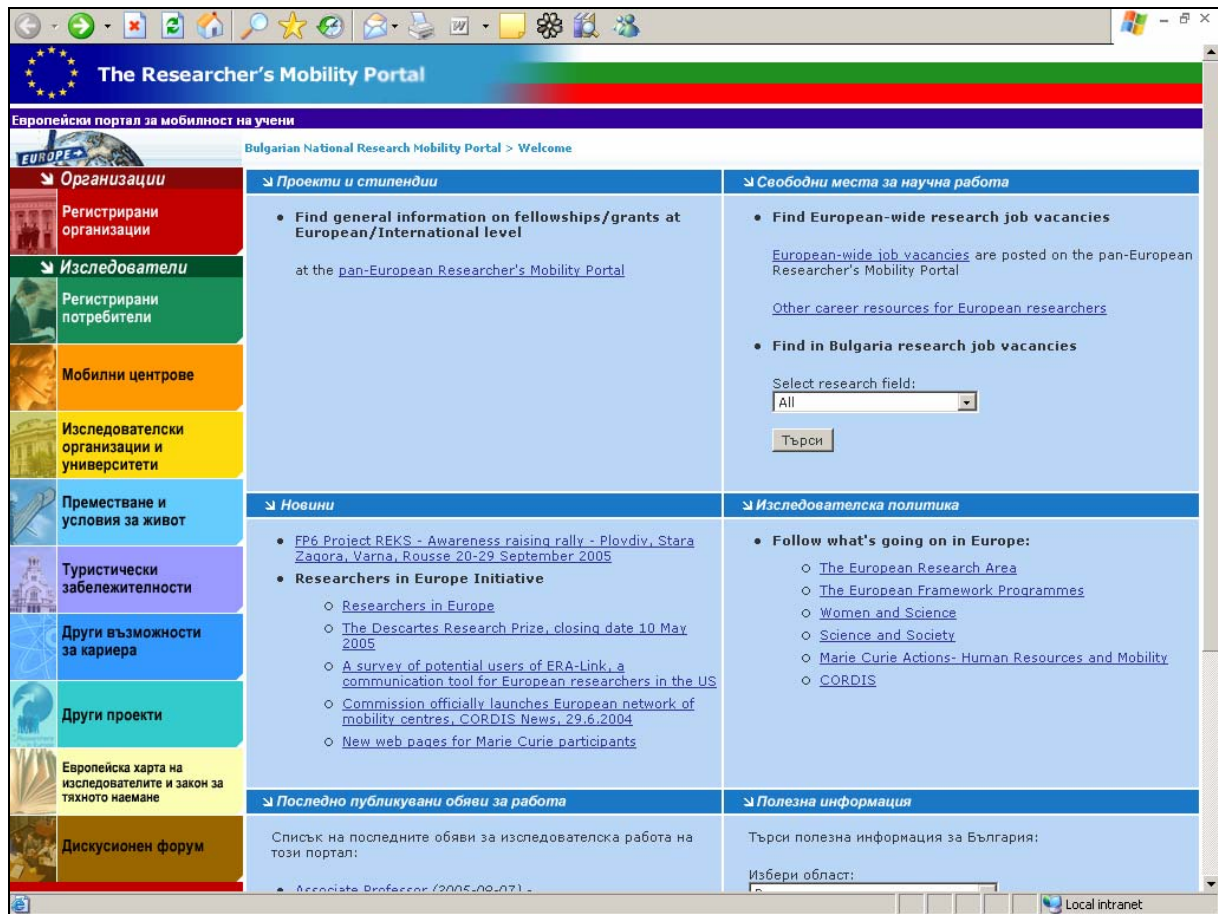 The Researcher's Mobility Portal
Европейски портал за мобилност на учени
EUROPE
Bulgarian National Research Mobility Portal > Welcome
Организации
Регистрирани
организации
Изследователи
Регистрирани
потребители
Мобилни центрове
Изследователски
организации и
университети
Преместване и
условия за живот
Туристически
забележителности
Други възможности
за кариера
Други проекти
Европейска харта на
изследователите и закон за
тяхното наемане
Дискусионен форум
Проекти и стипендии
• Find general information on fellowships/grants at
European/International level
at the pan-European Researcher's Mobility Portal
Свободни места за научна работа
• Find European-wide research job vacancies
European-wide job vacancies are posted on the pan-European
Researcher's Mobility Portal
Other career resources for European researchers
• Find in Bulgaria research job vacancies
Select research field:
All
Търси
Новини
• FP6 Project REKS - Awareness raising rally - Plovdiv, Stara
Zagora, Varna, Rousse 20-29 September 2005
• Researchers in Europe Initiative
○ Researchers in Europe
○ The Descartes Research Prize, closing date 10 May
2005
○ A survey of potential users of ERA-Link, a
communication tool for European researchers in the US
○ Commission officially launches European network of
mobility centres, CORDIS News, 29.6.2004
○ New web pages for Marie Curie participants
Изследователска политика
• Follow what's going on in Europe:
○ The European Research Area
○ The European Framework Programmes
○ Women and Science
○ Science and Society
○ Marie Curie Actions- Human Resources and Mobility
○ CORDIS
Последно публикувани обяви за работа
Списък на последните обяви за изследователска работа на
този портал:
• Associate Professor (2005-09-07) -
Полезна информация
Търси полезна информация за България:
Избери област:
Local intranet